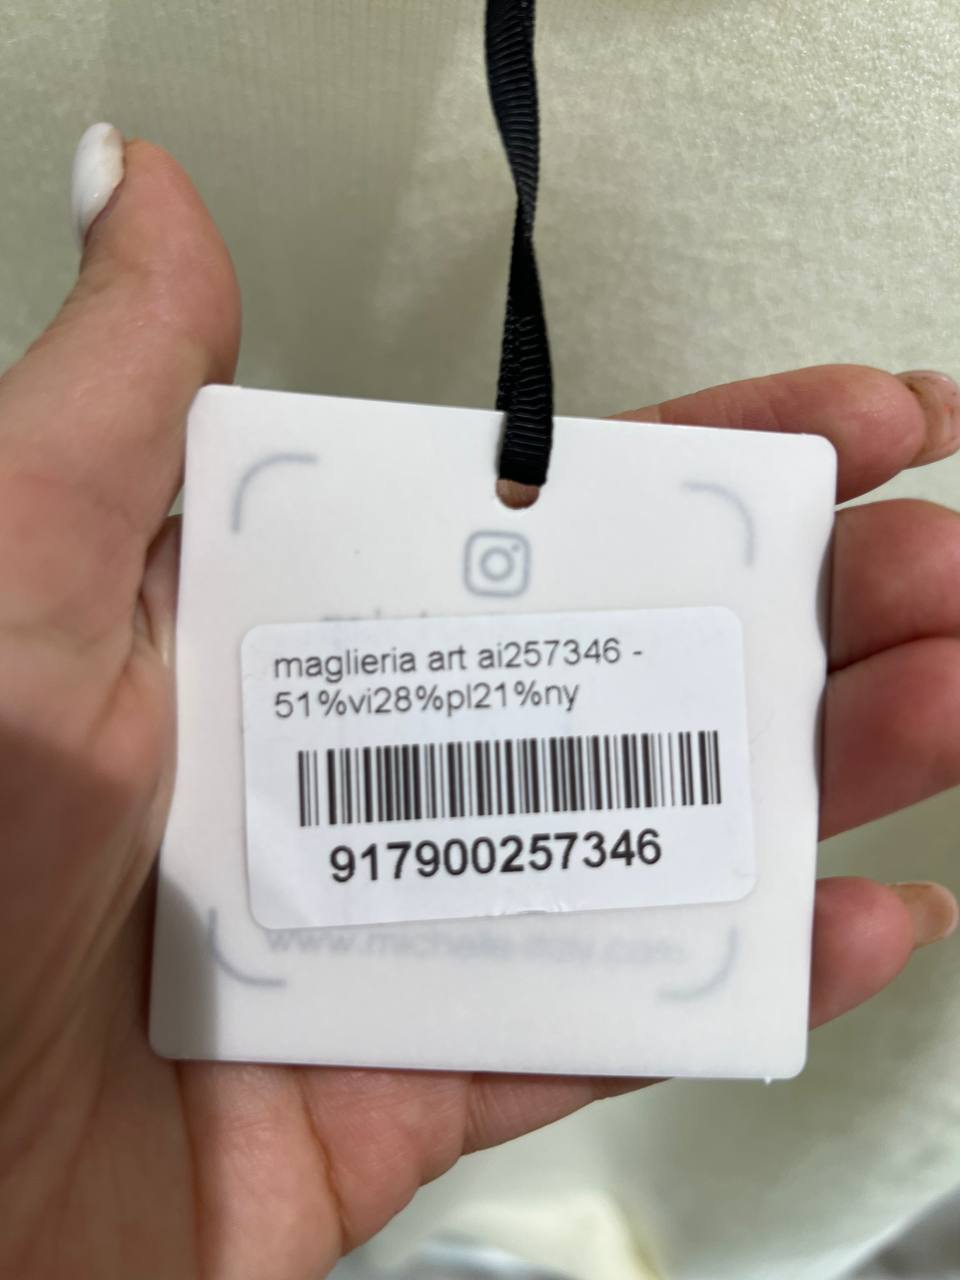 maglieria art ai257346 -
51%vi28%pl21%ny
917900257346